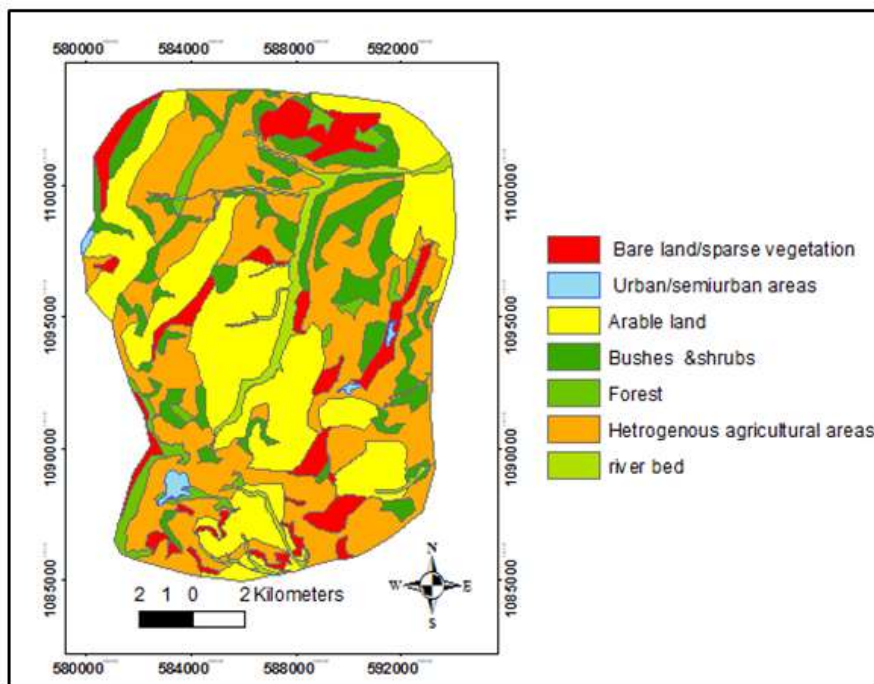 580000 584000 588000 592000
1100000 1100000
1095000 1095000
1090000 1090000
1085000 1085000
Bare land/sparse vegetation
Urban/semiurban areas
Arable land
Bushes &shrubs
Forest
Hetrogenous agricultural areas
river bed
N
W E
S
2 1 0 2 Kilometers
580000 584000 588000 592000